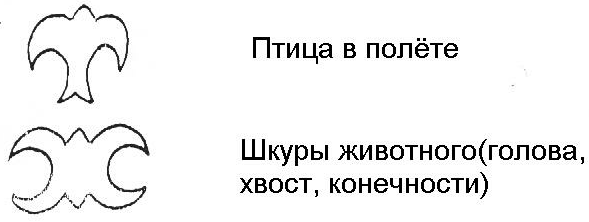 Птица в полёте
Шкуры животного(голова,
хвост, конечности)